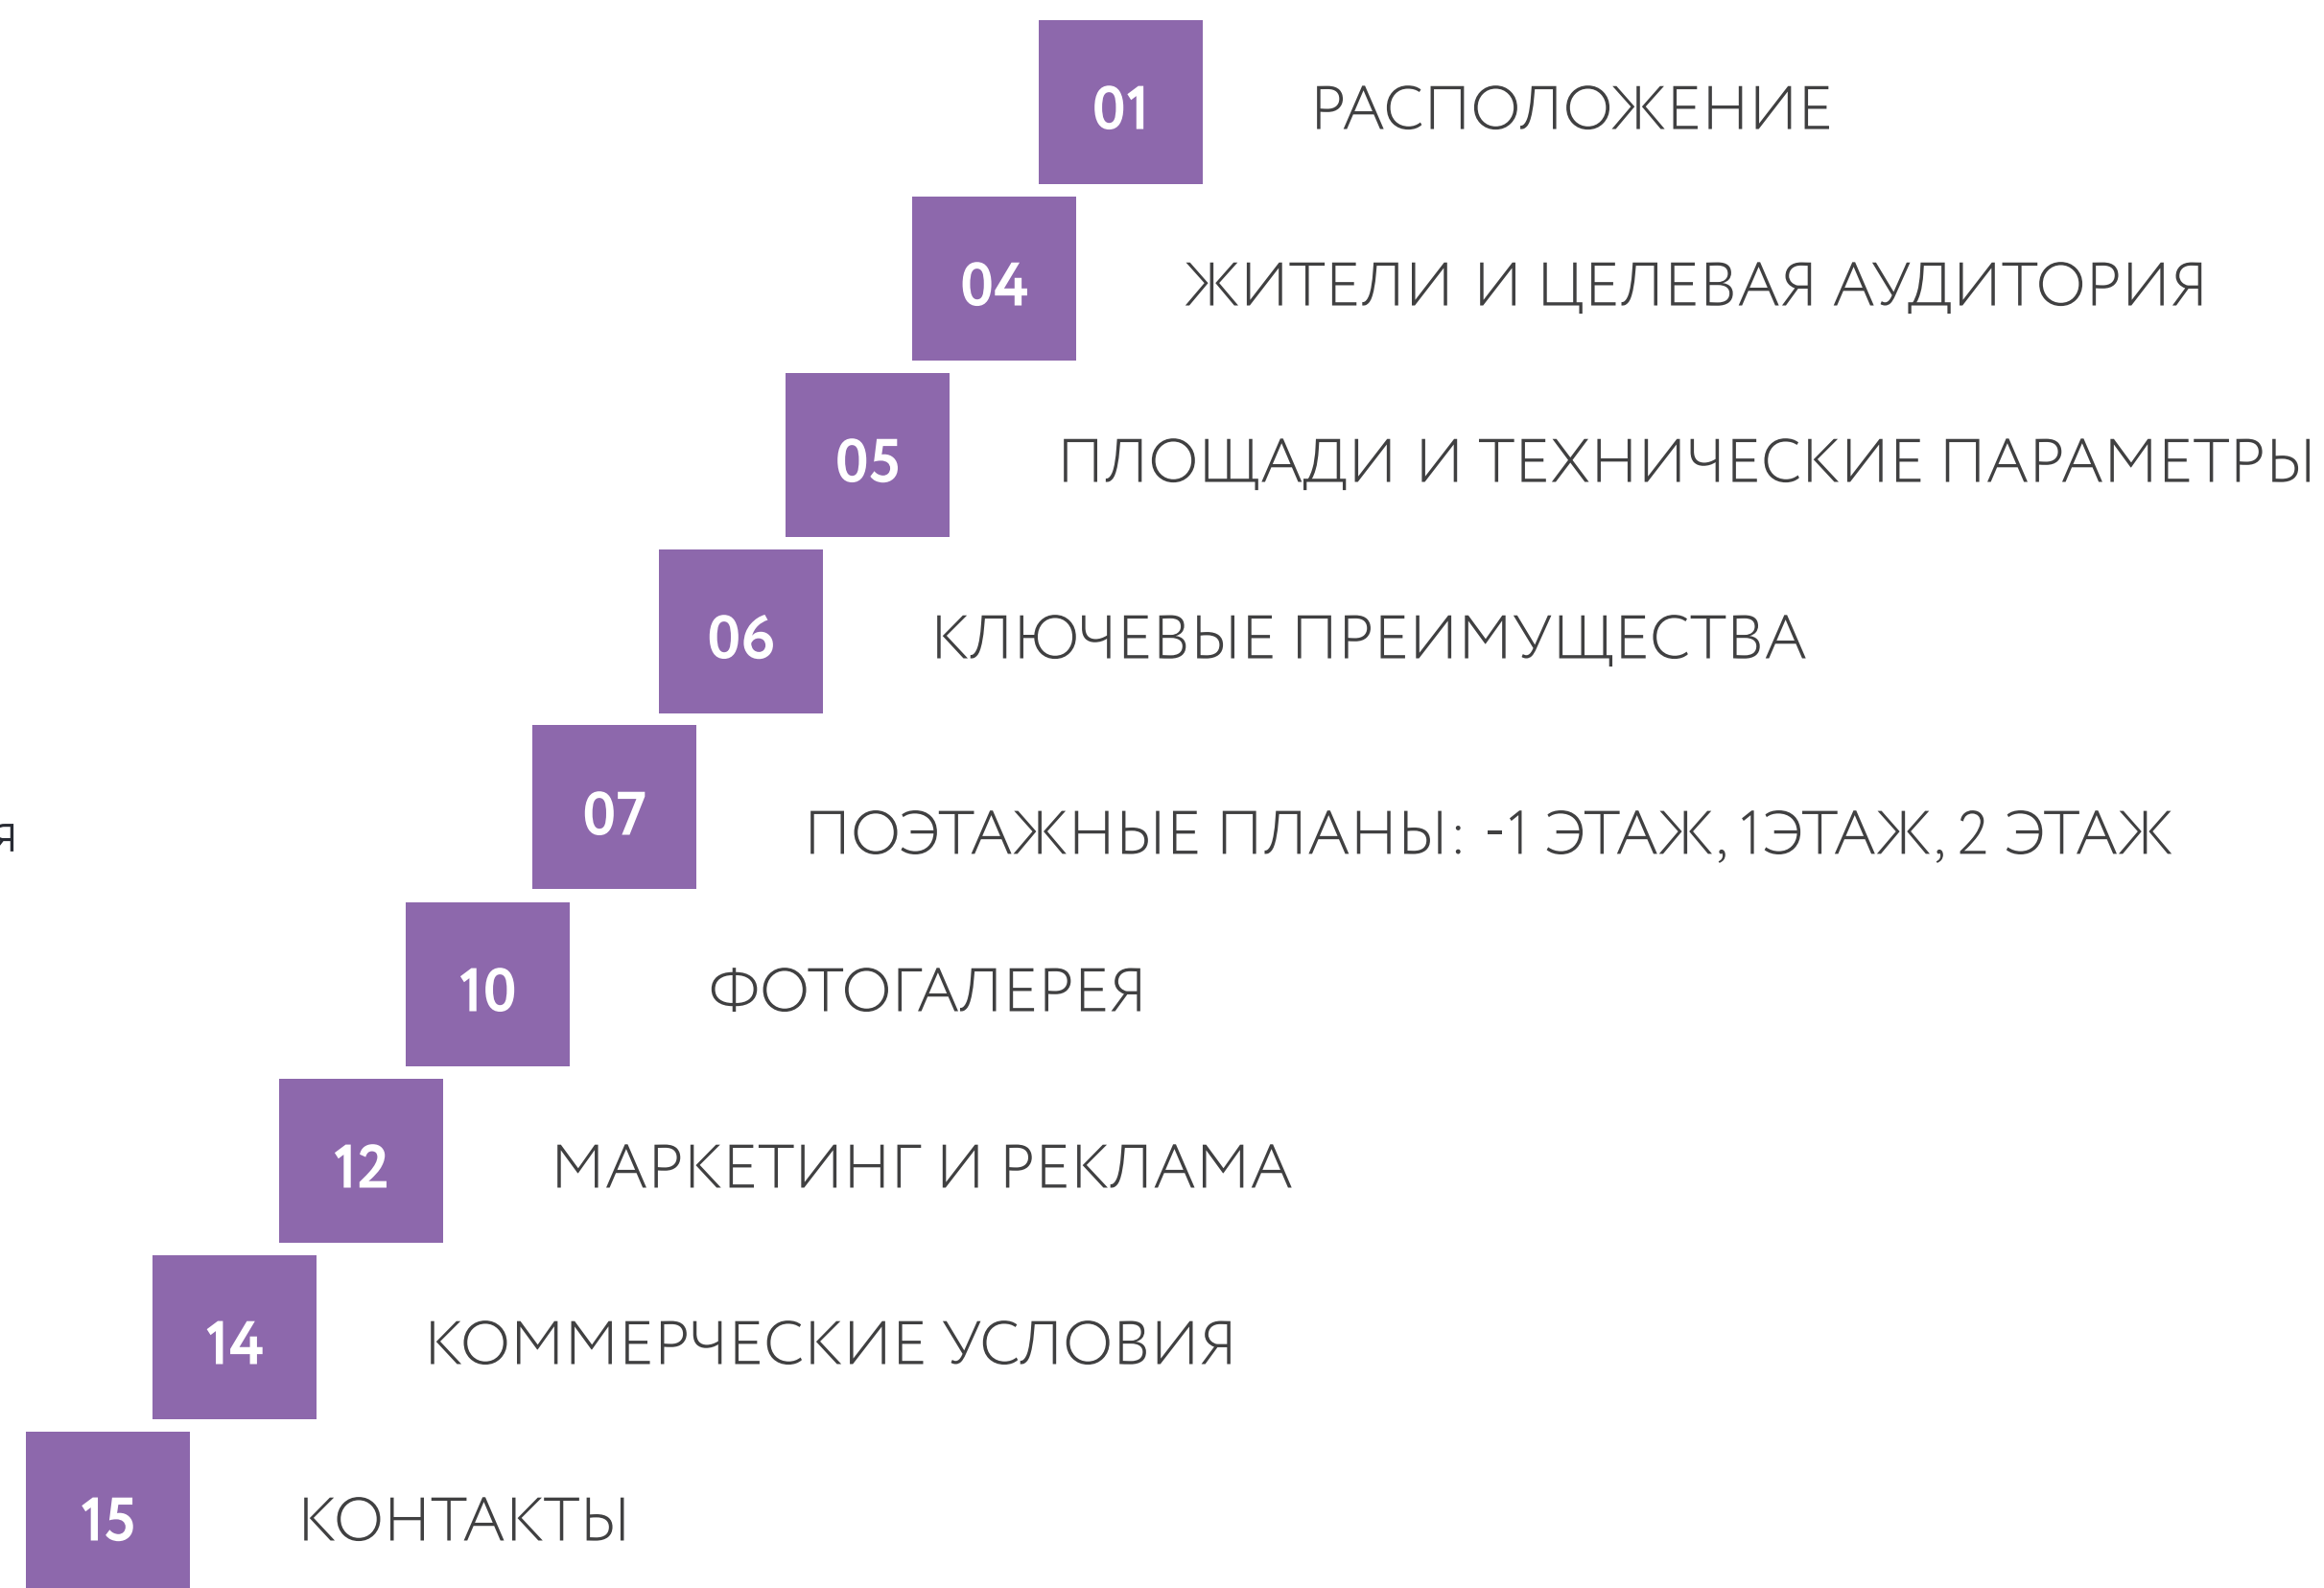 01 РАСПОЛОЖЕНИЕ
04 ЖИТЕЛИ И ЦЕЛЕВАЯ АУДИТОРИЯ
05 ПЛОЩАДИ И ТЕХНИЧЕСКИЕ ПАРАМЕТРЫ
06 КЛЮЧЕВЫЕ ПРЕИМУЩЕСТВА
07 ПОЭТАЖНЫЕ ПЛАНЫ: -1 ЭТАЖ, 1ЭТАЖ, 2 ЭТАЖ
10 ФОТОГАЛЕРЕЯ
12 МАРКЕТИНГ И РЕКЛАМА
14 КОММЕРЧЕСКИЕ УСЛОВИЯ
15 КОНТАКТЫ